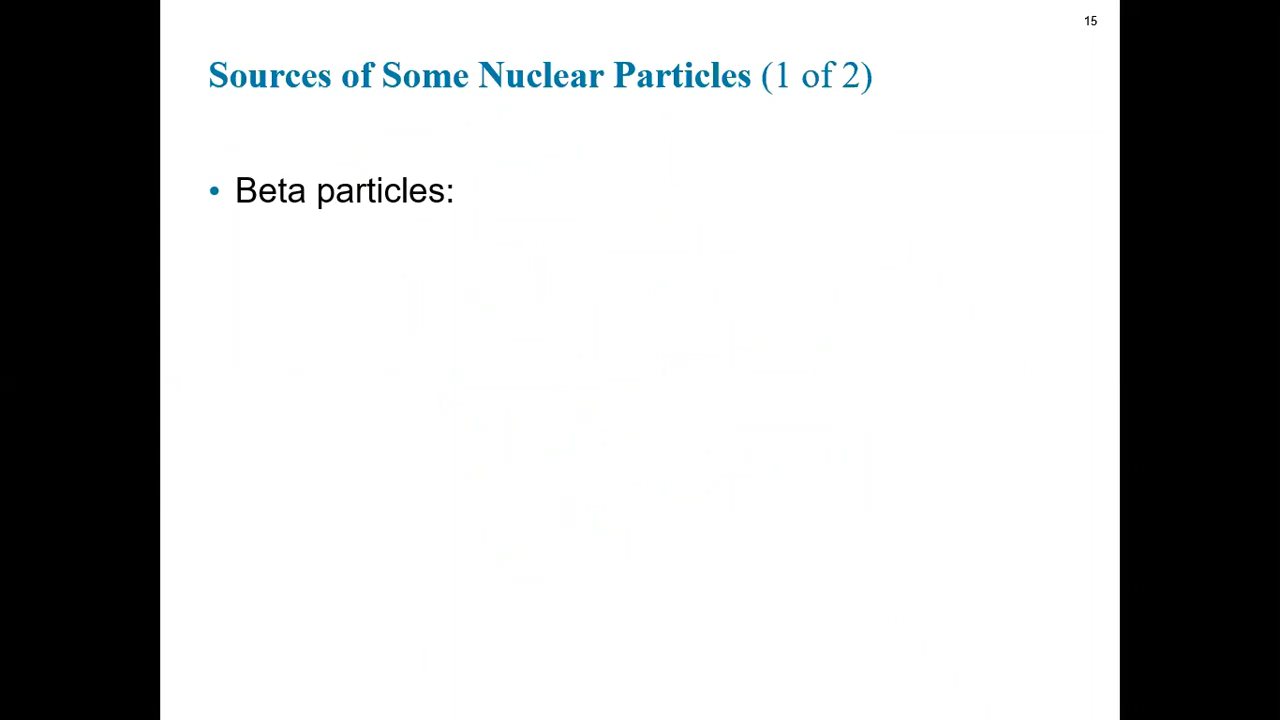 15
Sources of Some Nuclear Particles (1 of 2)
• Beta particles: